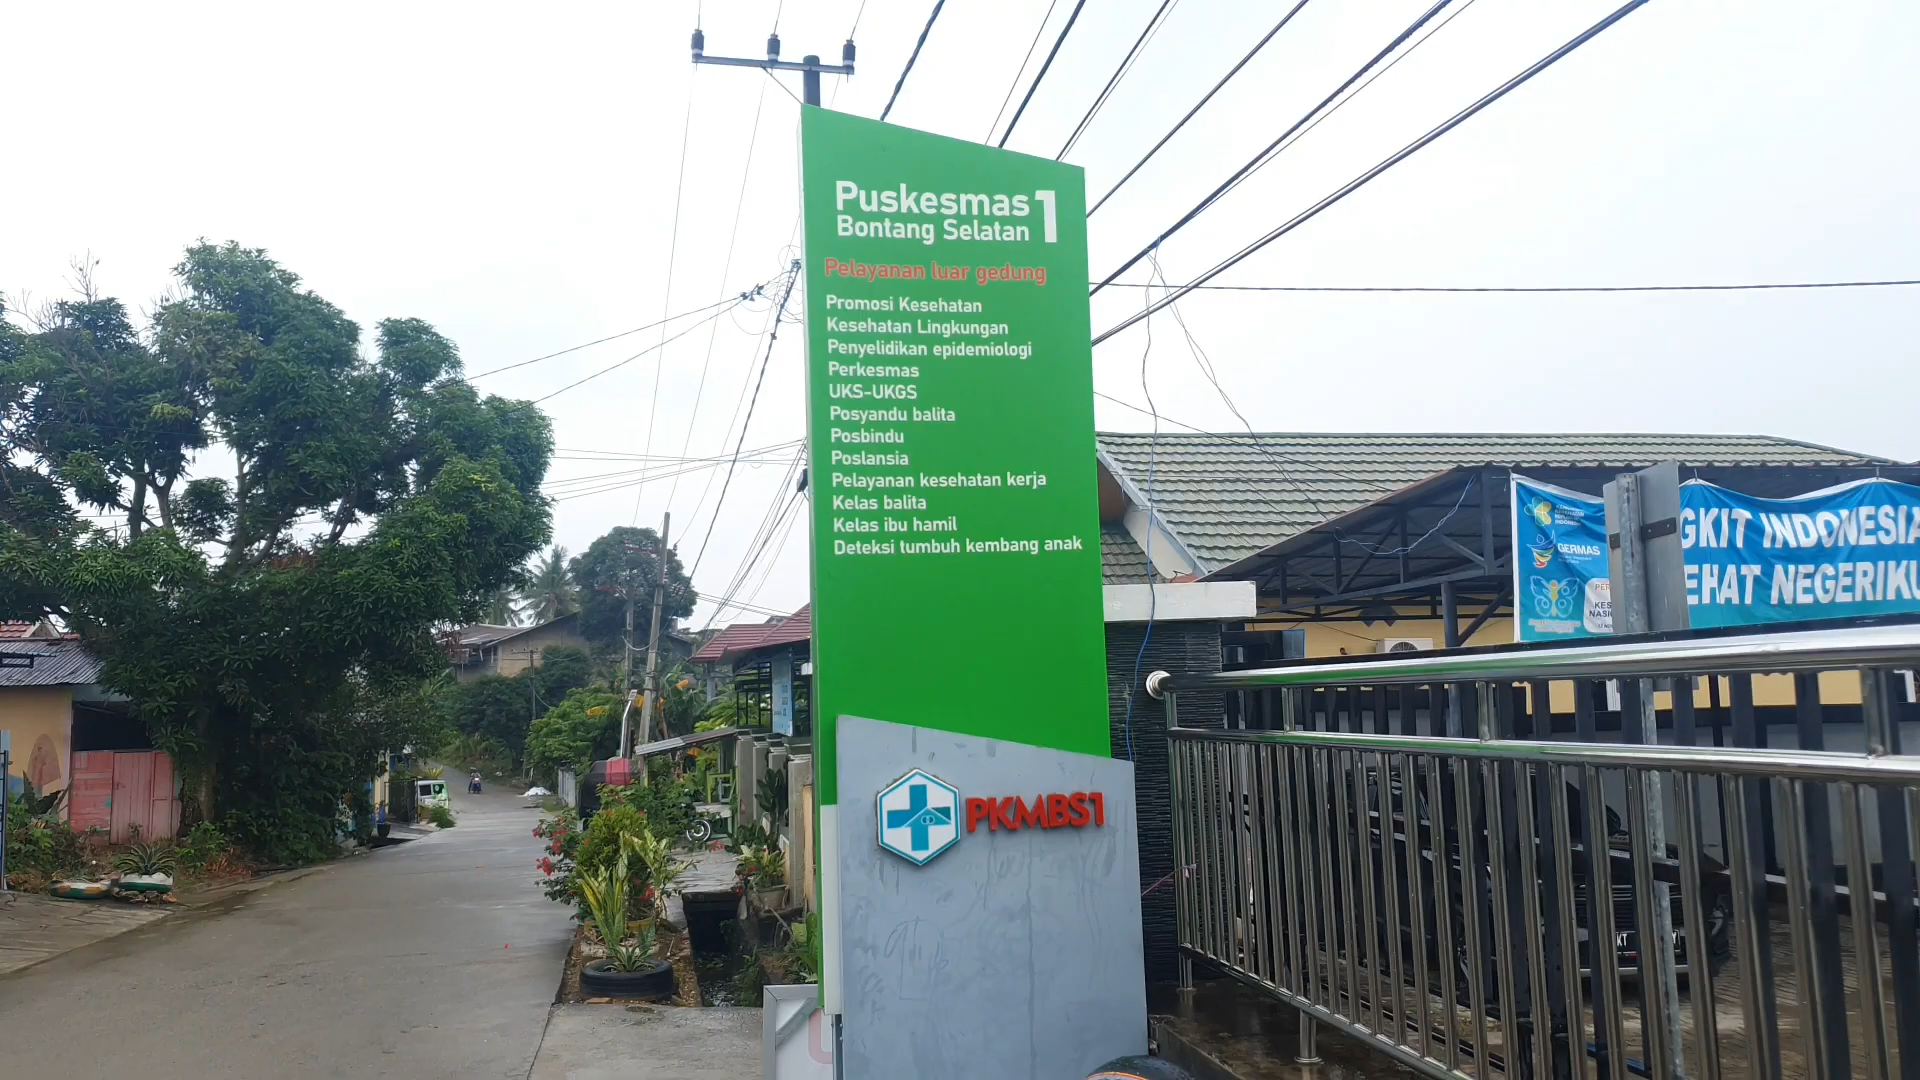 Puskesmas 1
Bontang Selatan
Pelayanan luar gedung
Promosi Kesehatan
Kesehatan Lingkungan
Penyelidikan epidemiologi
Perkesmas
UKS-UKGS
Posyandu balita
Posbindu
Poslansia
Pelayanan kesehatan kerja
Kelas balita
Kelas ibu hamil
Deteksi tumbuh kembang anak
PKMBS1
GERMAS
GKIT INDONESIA
EHAT NEGERIKU